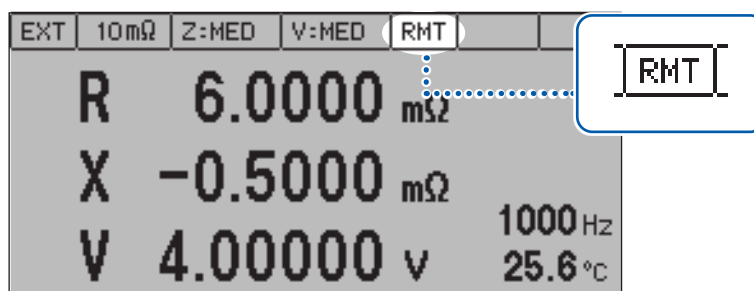 EXT 10mΩ Z:MED V:MED RMT
RMT
R 6.0000 mΩ
X -0.5000 mΩ
V 4.00000 V
1000 Hz
25.6 °C